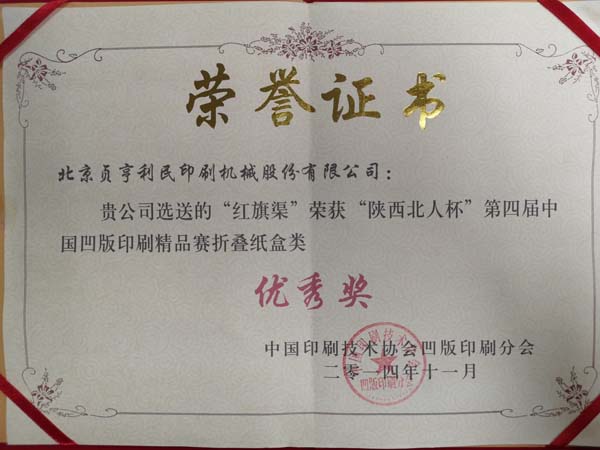 荣誉证书
北京贞亨利民印刷机械股份有限公司：
贵公司选送的“红旗渠”荣获“陕西北人杯”第四届中
国凹版印刷精品赛折叠纸盒类
优秀奖
中国印刷技术协会凹版印刷分会
二零一四年十一月